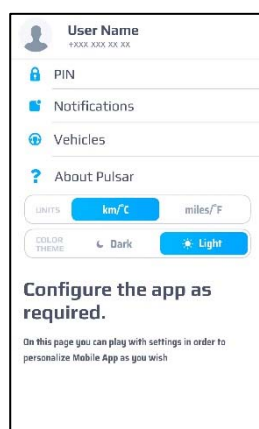 User Name
+XXX XXX XX XX
PIN
Notifications
Vehicles
About Pulsar
UNITS km/°C miles/°F
COLOR THEME Dark Light
Configure the app as
required.
On this page you can play with settings in order to
personalize Mobile App as you wish